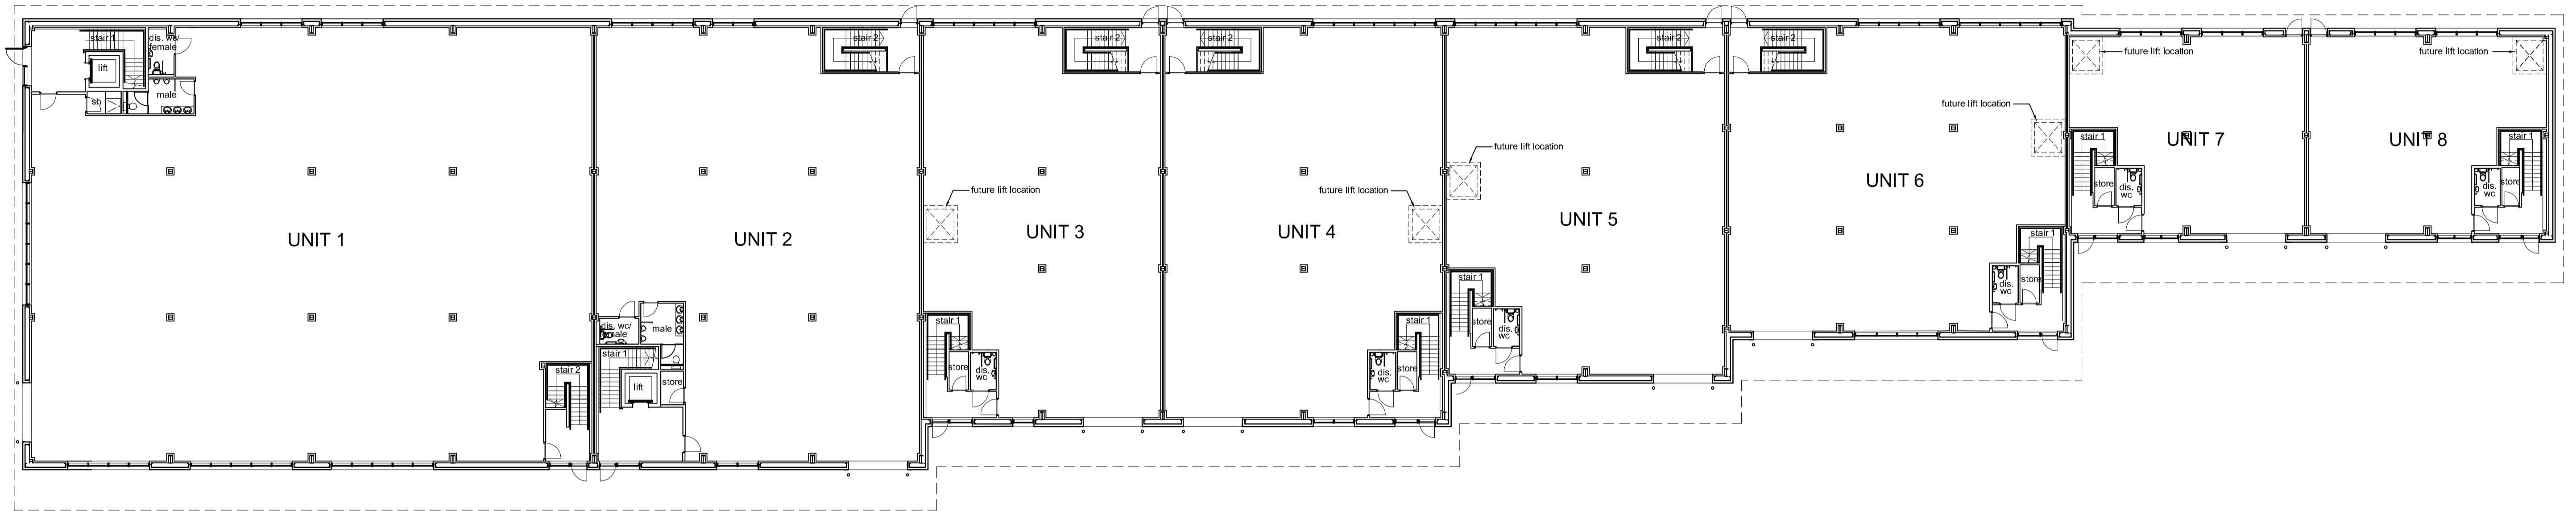 stair 1
lift
sh
dis. wc/
female
male
UNIT 1
stair 2
stair 2
UNIT 2
dis. wc/
male
stair 1
lift
store
stair 2
future lift location
UNIT 3
stair 1
store
dis.
wc
stair 2
future lift location
UNIT 4
stair 1
dis.
wc
store
stair 2
future lift location
UNIT 5
stair 1
store
dis.
wc
stair 2
future lift location
UNIT 6
stair 1
dis.
wc
store
future lift location
UNIT 7
stair 1
store
dis.
wc
future lift location
UNIT 8
stair 1
dis.
wc
store